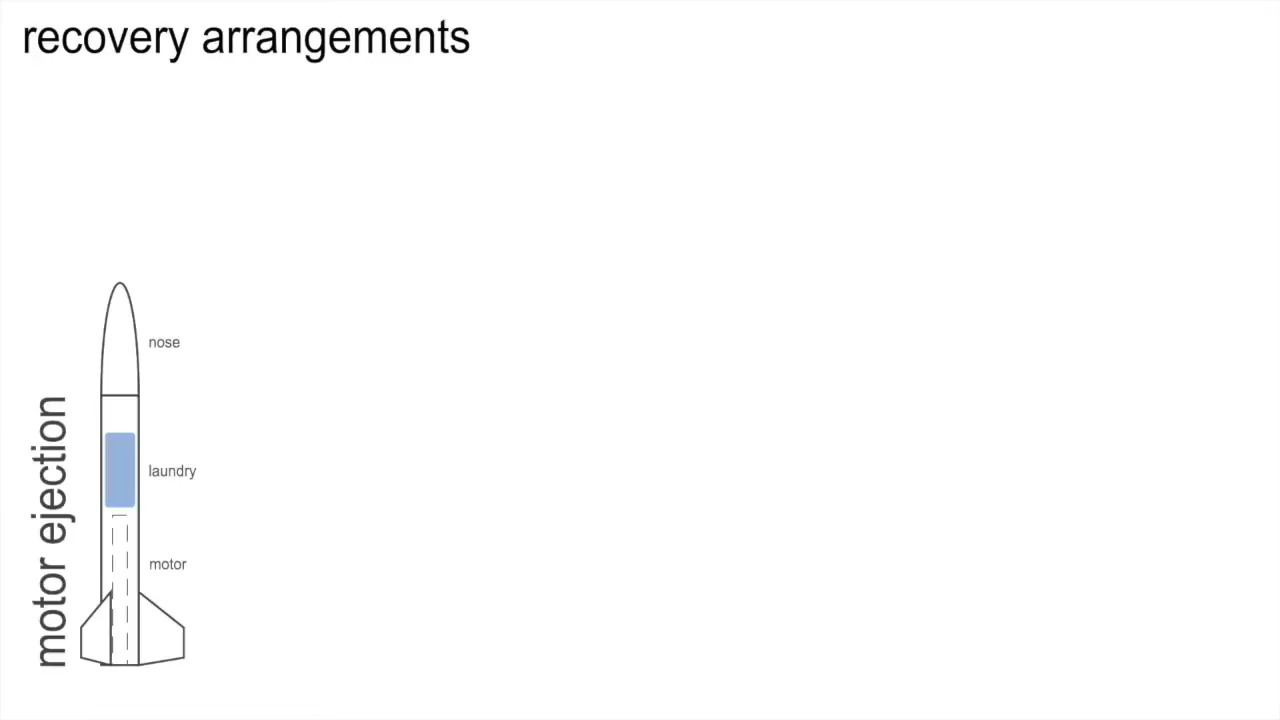 recovery arrangements
nose
laundry
motor
motor ejection